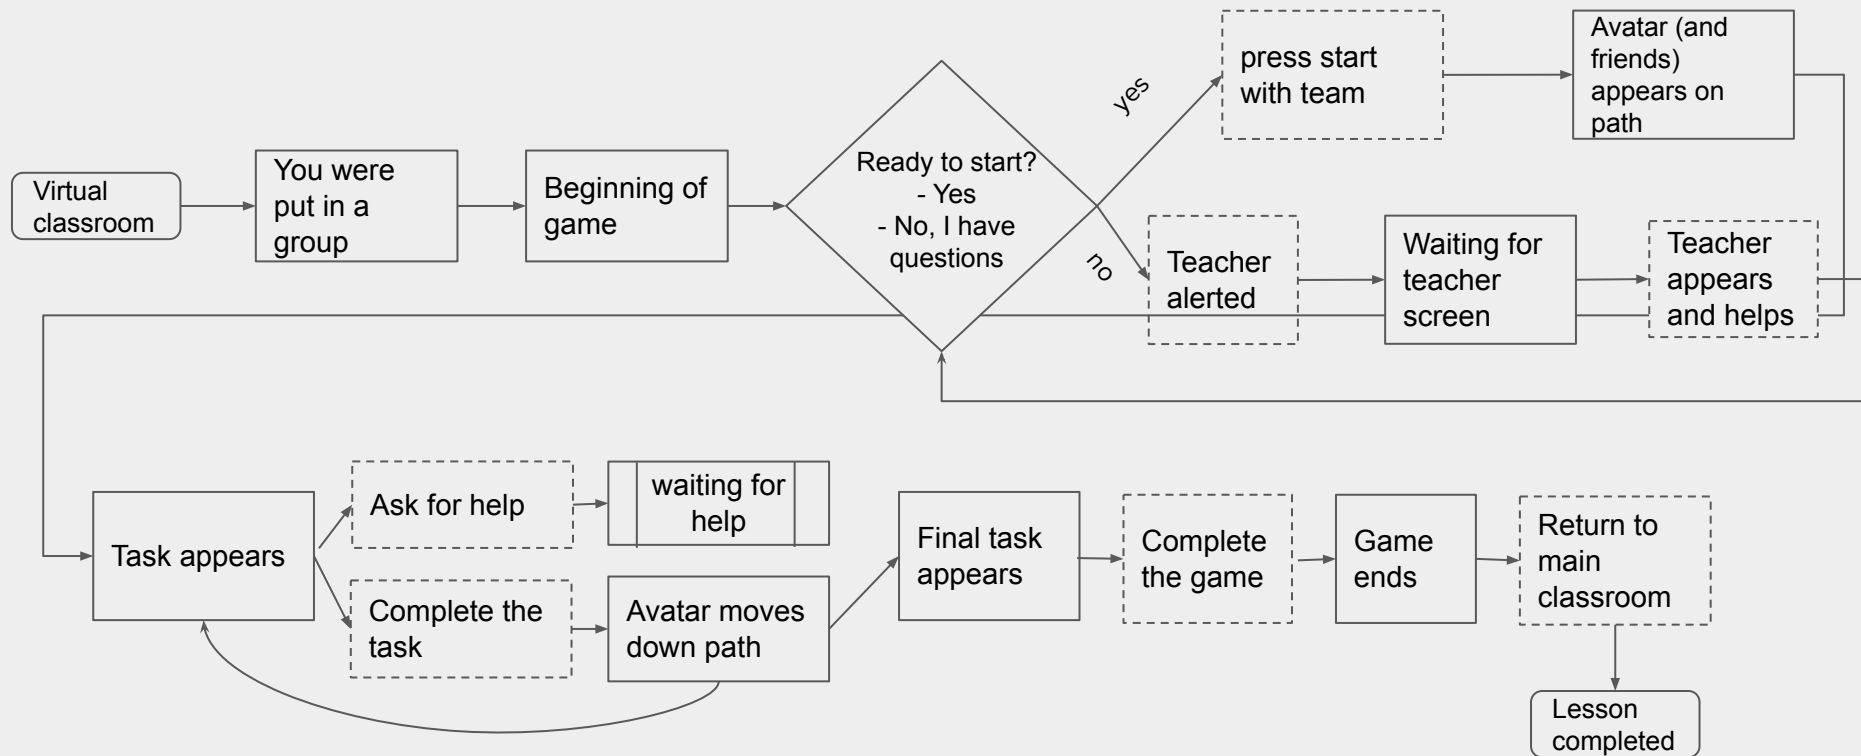 Virtual
classroom
You were
put in a
group
Beginning of
game
Ready to start?
- Yes
- No, I have
questions
yes
press start
with team
Avatar (and
friends)
appears on
path
no
Teacher
alerted
Waiting for
teacher
screen
Teacher
appears
and helps
Task appears
Ask for help
waiting for
help
Complete the
task
Avatar moves
down path
Final task
appears
Complete
the game
Game
ends
Return to
main
classroom
Lesson
completed